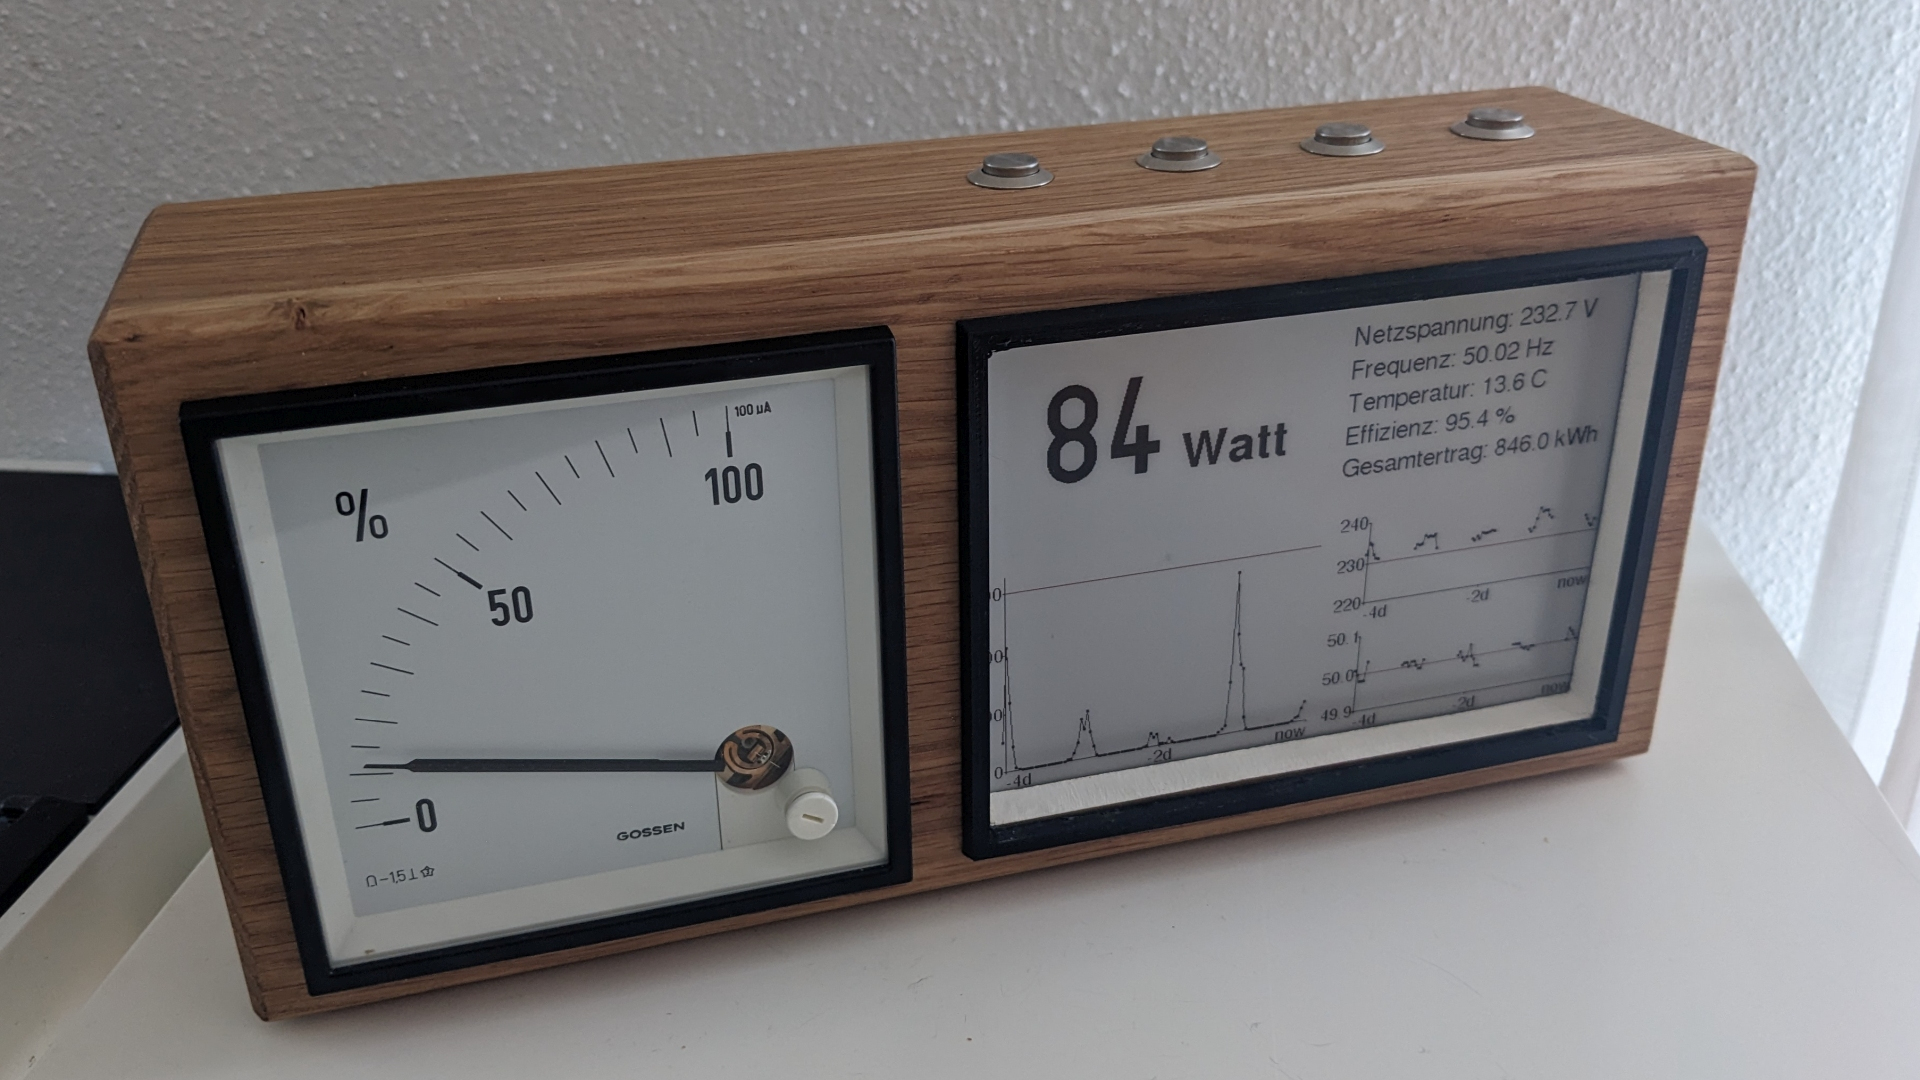 100 µA
%
100
50
0
GOSSEN
84 Watt
Netzspannung: 232.7 V
Frequenz: 50.02 Hz
Temperatur: 13.6 C
Effizienz: 95.4 %
Gesamtertrag: 846.0 kWh
240
230
220
-4d
-2d
now
50.1
50.0
49.9
-4d
-2d
now
0
-4d
-2d
now